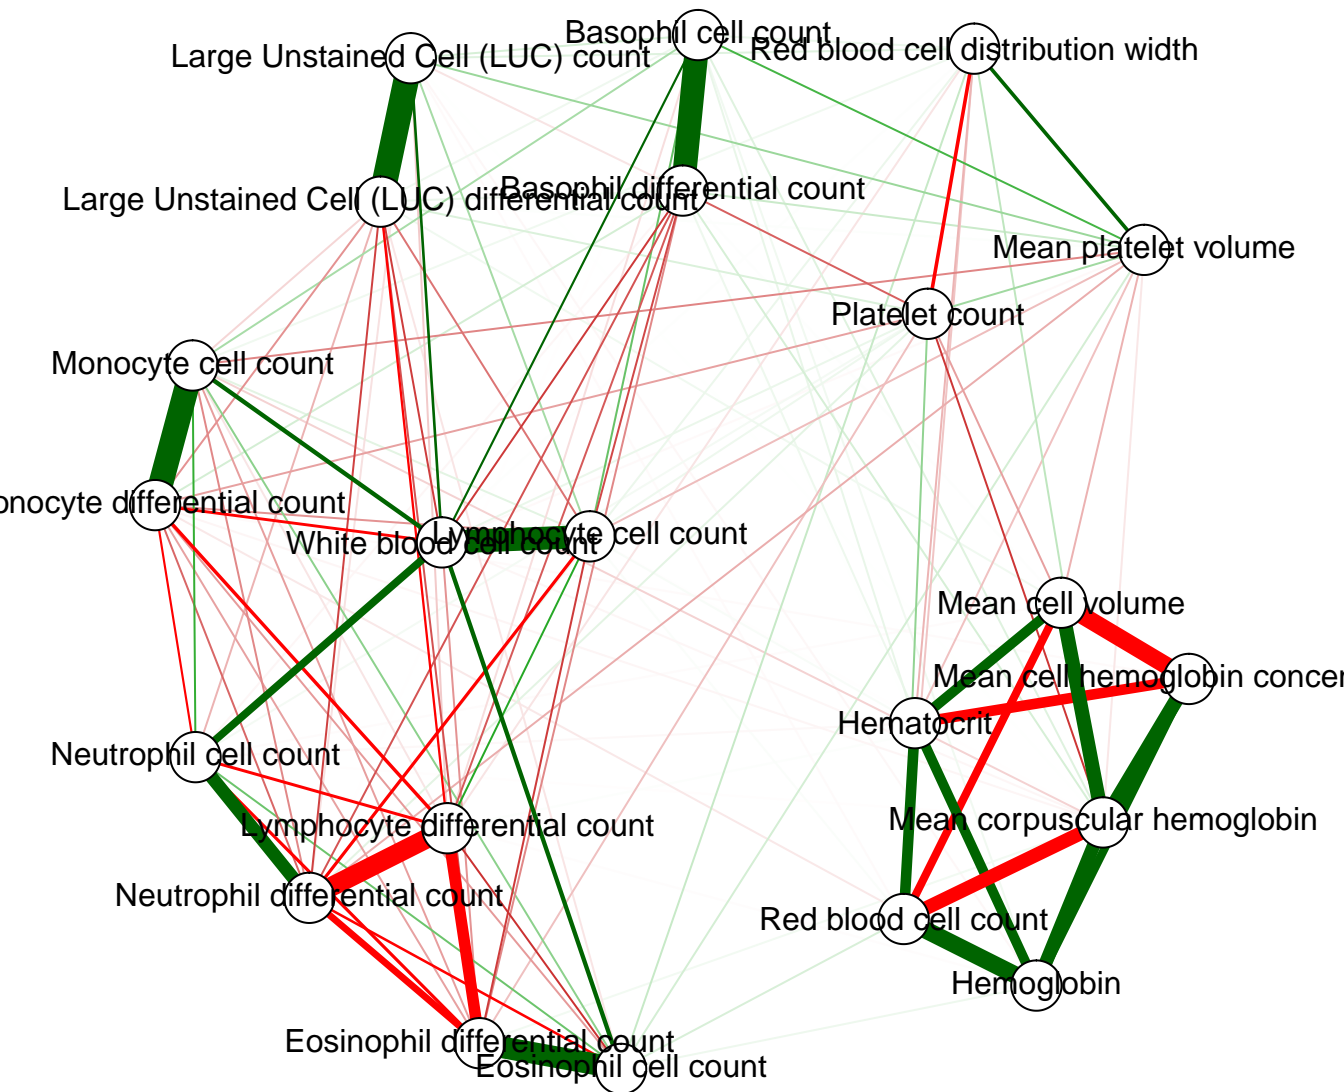 Basophil cell count
Large Unstained Cell (LUC) count
Red blood cell distribution width
Basophil differential count
Large Unstained Cell (LUC) differential count
Mean platelet volume
Platelet count
Monocyte cell count
onocyte differential count
Lymphocyte cell count
White blood cell count
Mean cell volume
Mean cell hemoglobin concer
Hematocrit
Neutrophil cell count
Mean corpuscular hemoglobin
Lymphocyte differential count
Neutrophil differential count
Red blood cell count
Hemoglobin
Eosinophil differential count
Eosinophil cell count